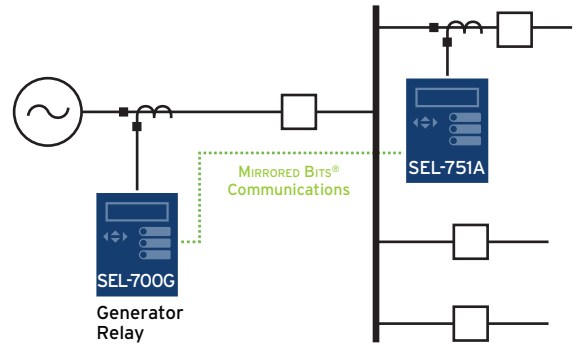 SEL-751A
MIRRORED BITS®
Communications
SEL-700G
Generator
Relay